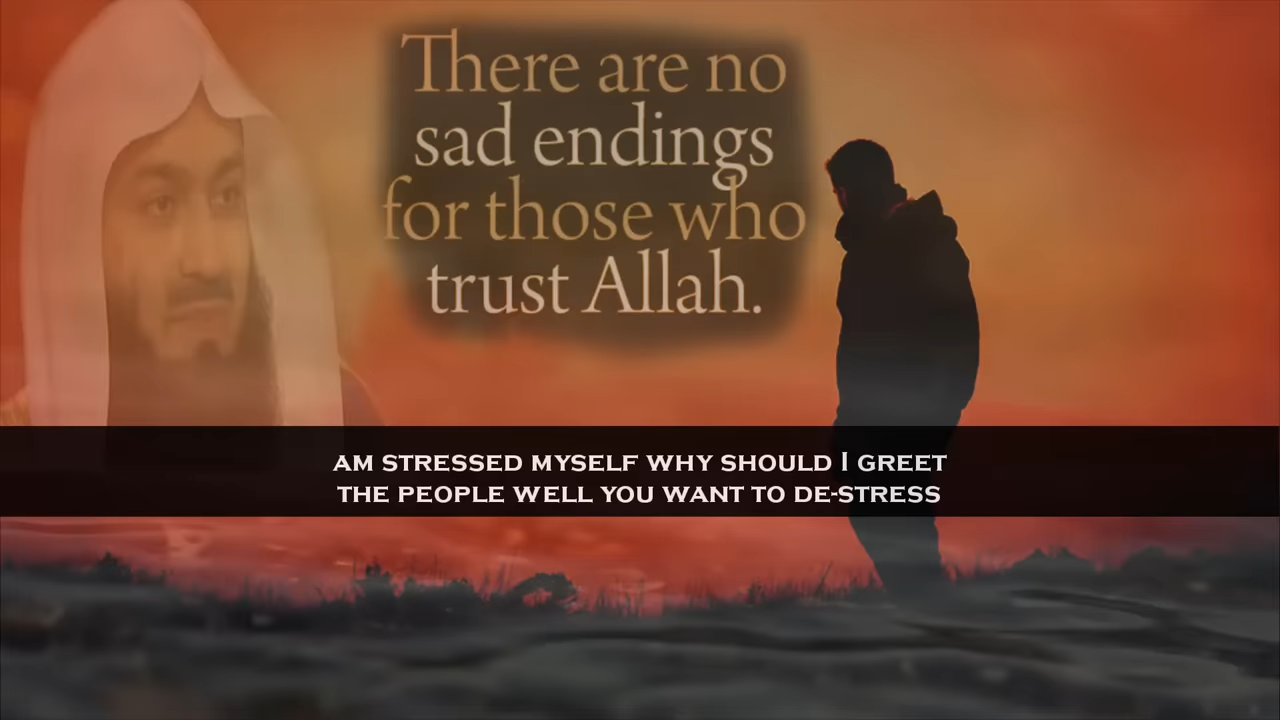 There are no
sad endings
for those who
trust Allah.
AM STRESSED MYSELF WHY SHOULD I GREET
THE PEOPLE WELL YOU WANT TO DE-STRESS